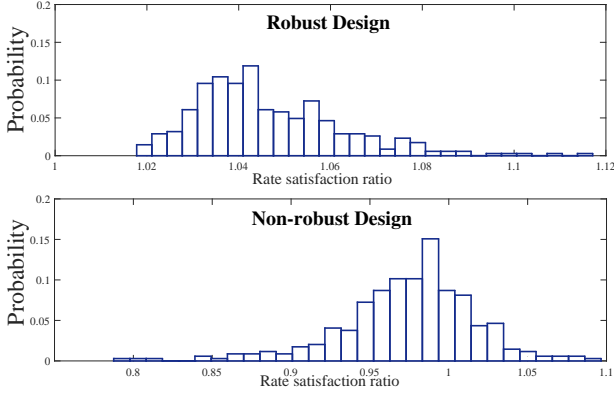 Robust Design
Probability
0.2
0.15
0.1
0.05
0
1 1.02 1.04 1.06 1.08 1.1 1.12
Rate satisfaction ratio
Non-robust Design
Probability
0.2
0.15
0.1
0.05
0
0.8 0.85 0.9 0.95 1 1.05 1.1
Rate satisfaction ratio